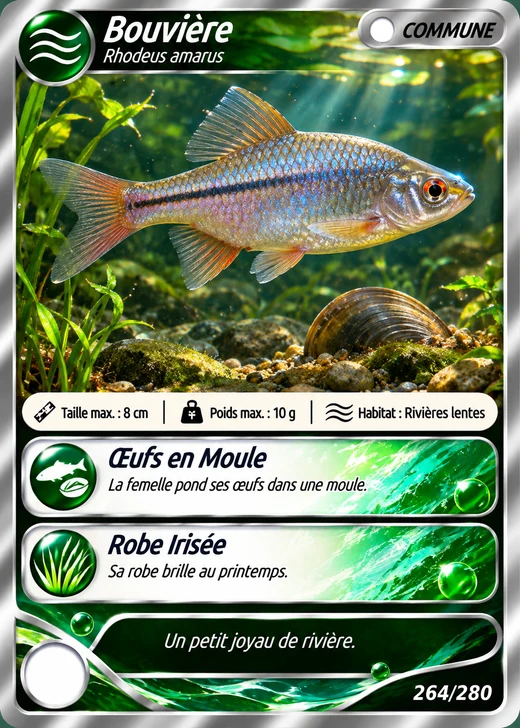 Bouvière
Rhodeus amarus
COMMUNE
Taille max. : 8 cm
Poids max. : 10 g
Habitat : Rivières lentes
Œufs en Moule
La femelle pond ses œufs dans une moule.
Robe Irisée
Sa robe brille au printemps.
Un petit joyau de rivière.
264/280